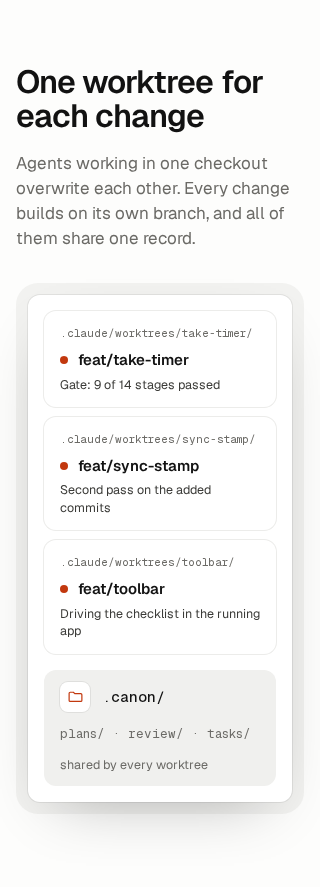 One worktree for
each change
Agents working in one checkout
overwrite each other. Every change
builds on its own branch, and all of
them share one record.
.claude/worktrees/take-timer/
feat/take-timer
Gate: 9 of 14 stages passed
.claude/worktrees/sync-stamp/
feat/sync-stamp
Second pass on the added
commits
.claude/worktrees/toolbar/
feat/toolbar
Driving the checklist in the running
app
.canon/
plans/ · review/ · tasks/
shared by every worktree